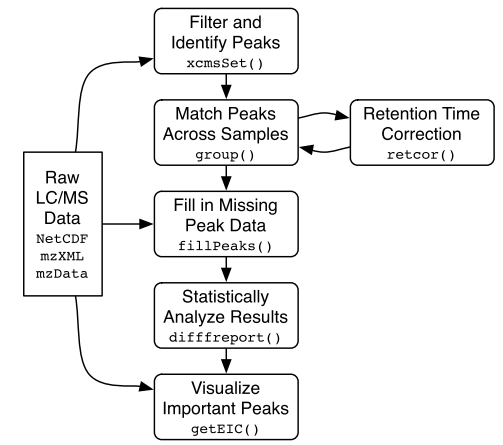 Filter and
Identify Peaks
xcmsSet()
Match Peaks
Across Samples
group()
Retention Time
Correction
retcor()
Raw
LC/MS
Data
NetCDF
mzXML
mzData
Fill in Missing
Peak Data
fillPeaks()
Statistically
Analyze Results
diffreport()
Visualize
Important Peaks
getEIC()